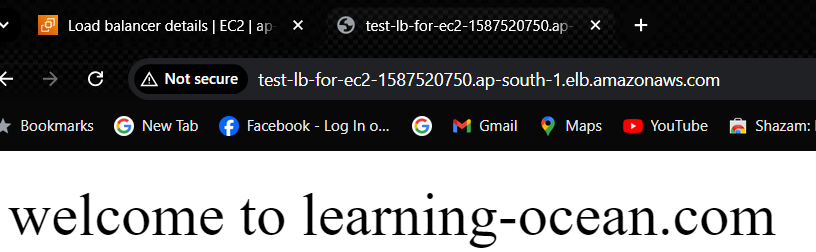 Load balancer details | EC2 | ap-
test-lb-for-ec2-1587520750.ap-
Not secure
test-lb-for-ec2-1587520750.ap-south-1.elb.amazonaws.com
Bookmarks
New Tab
Facebook - Log In o...
Gmail
Maps
YouTube
Shazam:
welcome to learning-ocean.com